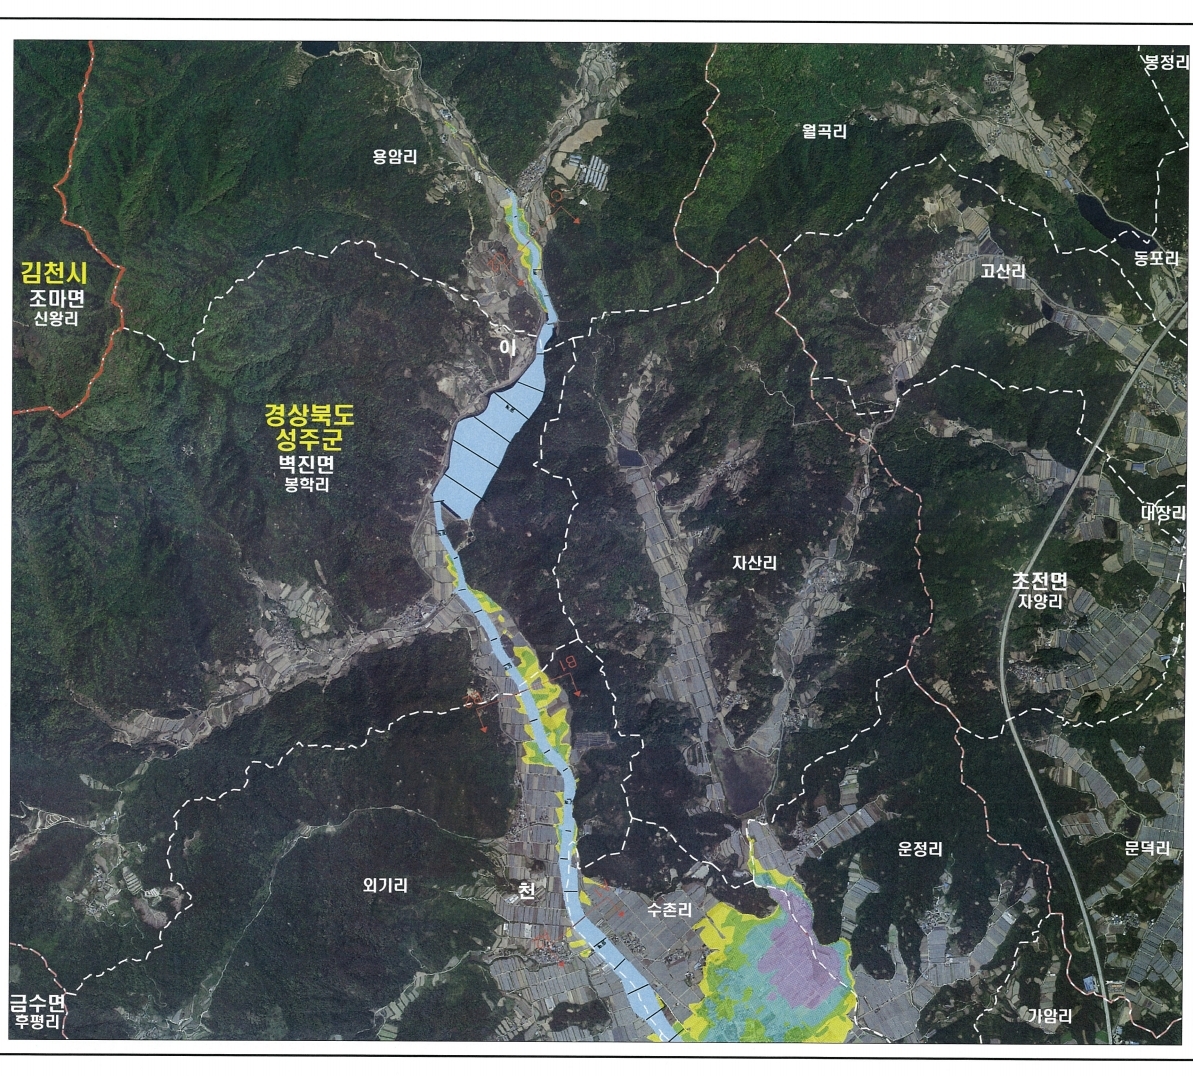 봉정리
월곡리
용암리
동포리
고산리
김천시
조마면
신왕리
이
경상북도
성주군
벽진면
봉학리
대장리
자산리
초전면
자양리
운정리
문덕리
외기리
천
수촌리
금수면
후평리
가암리